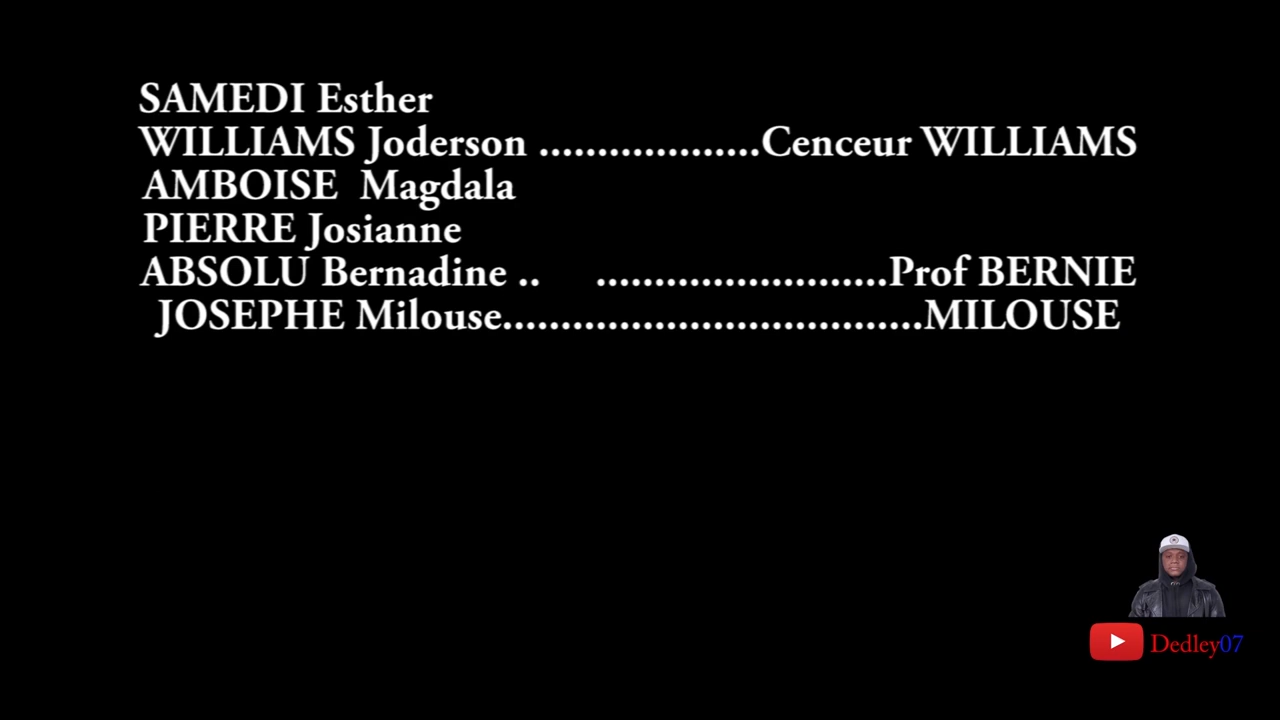 SAMEDI Esther
WILLIAMS Joderson ...................Cenceur WILLIAMS
AMBOISE  Magdala
PIERRE Josianne
ABSOLU Bernadine ..     .........................Prof BERNIE
JOSEPHE Milouse....................................MILOUSE
Dedley07